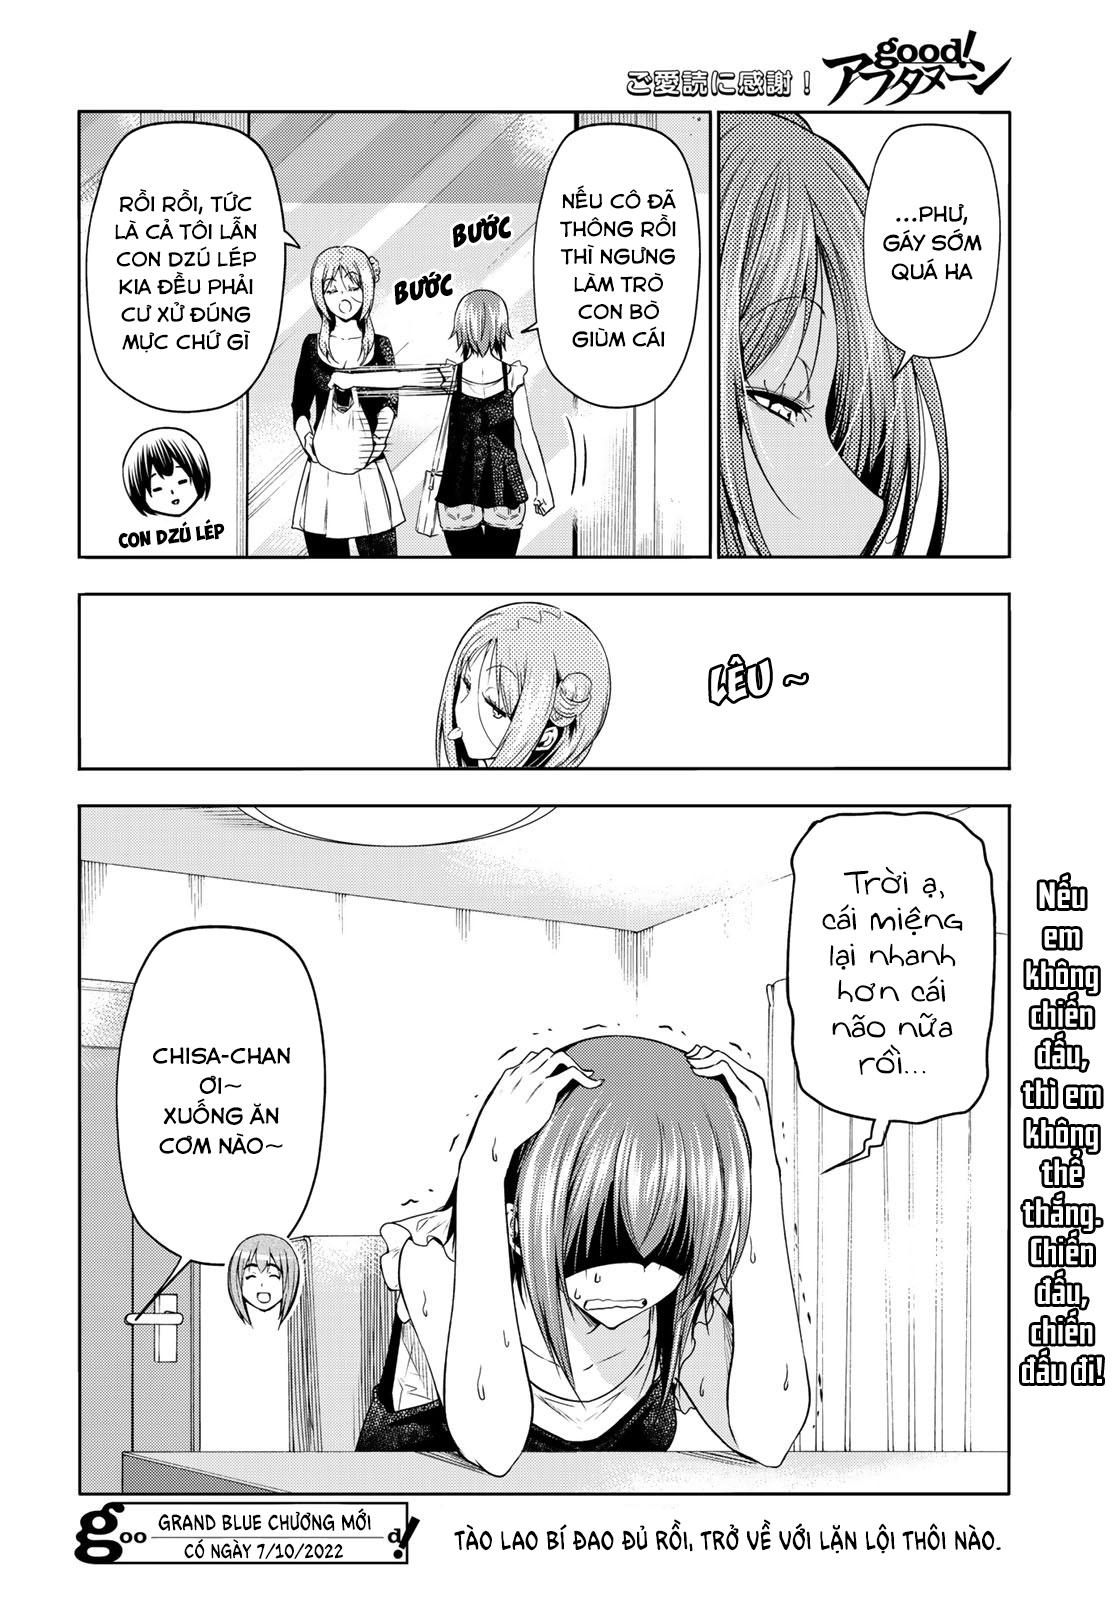 ご愛読に感謝！
good!
アフタヌーン
...PHƯ,
GÁY SỚM
QUÁ HA
NẾU CÔ ĐÃ
THÔNG RỒI
THÌ NGƯNG
LÀM TRÒ
CON BÒ
GIÙM CÁI
BƯỚC
BƯỚC
RỒI RỒI, TỨC
LÀ CẢ TÔI LẪN
CON DZÚ LÉP
KIA ĐỀU PHẢI
CƯ XỬ ĐÚNG
MỰC CHỨ GÌ
CON DZÚ LÉP
LÊU ~
Trời ạ,
cái miệng
lại nhanh
hơn cái
não nữa
rồi...
CHISA-CHAN
ƠI~
XUỐNG ĂN
CƠM NÀO~
Nếu
em
không
chiến
đấu,
thì em
không
thể
thắng.
Chiến
đấu,
chiến
đấu đi!
good!
GRAND BLUE CHƯƠNG MỚI
CÓ NGÀY 7/10/2022
TÀO LAO BÍ ĐAO ĐỦ RỒI, TRỞ VỀ VỚI LẶN LỘI THÔI NÀO.